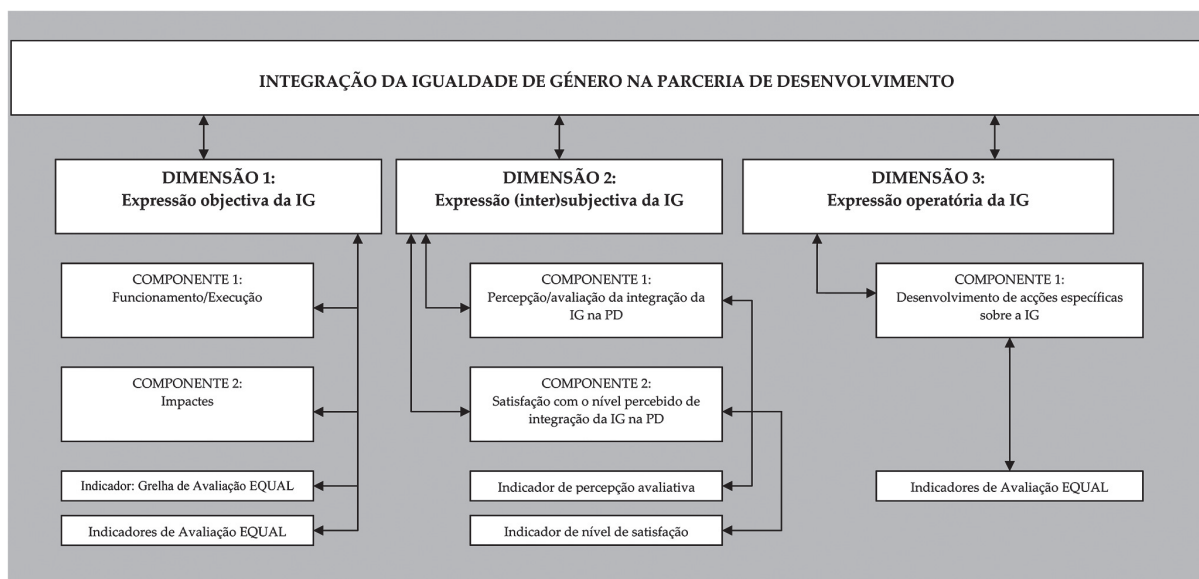 INTEGRAÇÃO DA IGUALDADE DE GÉNERO NA PARCERIA DE DESENVOLVIMENTO
DIMENSÃO 1:
Expressão objectiva da IG
COMPONENTE 1:
Funcionamento/Execução
COMPONENTE 2:
Impactes
Indicador: Grelha de Avaliação EQUAL
Indicadores de Avaliação EQUAL
DIMENSÃO 2:
Expressão (inter)subjectiva da IG
COMPONENTE 1:
Percepção/avaliação da integração da
IG na PD
COMPONENTE 2:
Satisfação com o nível percebido de
integração da IG na PD
Indicador de percepção avaliativa
Indicador de nível de satisfação
DIMENSÃO 3:
Expressão operatória da IG
COMPONENTE 1:
Desenvolvimento de acções específicas
sobre a IG
Indicadores de Avaliação EQUAL